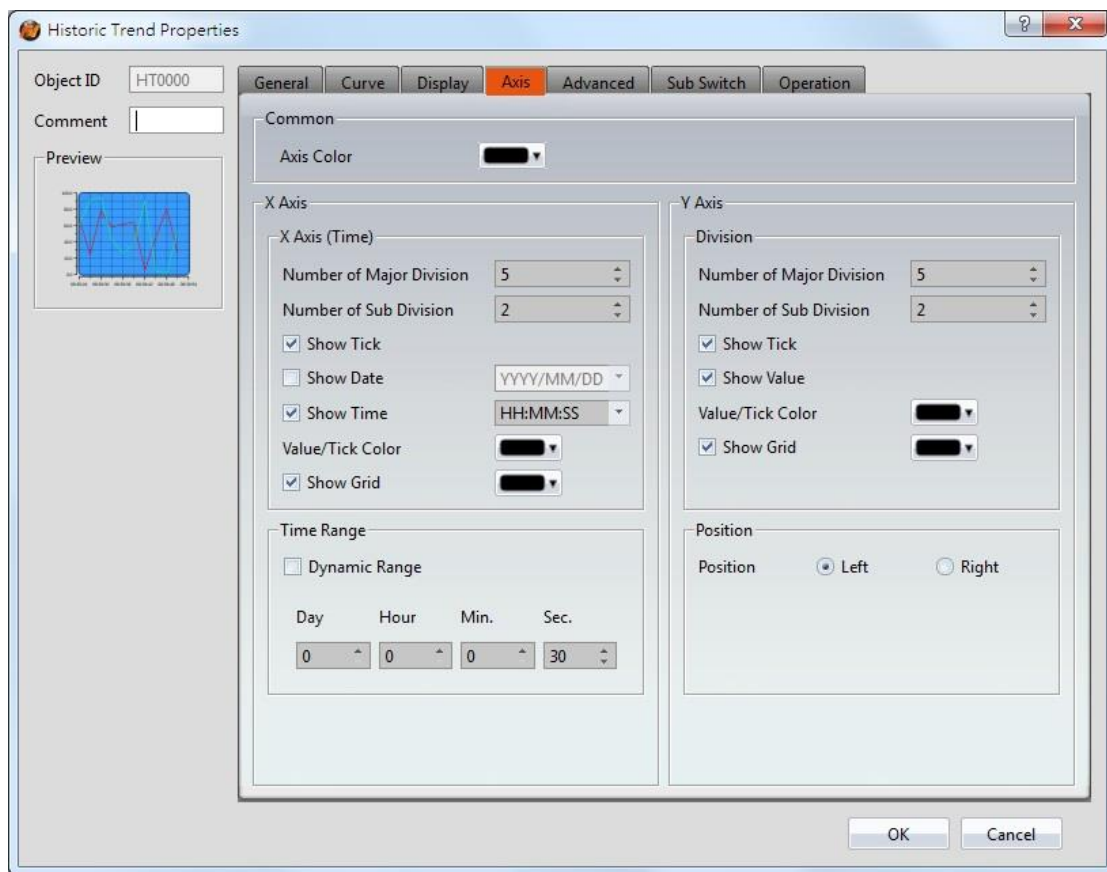 Historic Trend Properties
Object ID HT0000
Comment
Preview
General Curve Display Axis Advanced Sub Switch Operation
Common
Axis Color
X Axis
X Axis (Time)
Number of Major Division 5
Number of Sub Division 2
Show Tick
Show Date YYYY/MM/DD
Show Time HH:MM:SS
Value/Tick Color
Show Grid
Time Range
Dynamic Range
Day Hour Min. Sec.
0 0 0 30
Y Axis
Division
Number of Major Division 5
Number of Sub Division 2
Show Tick
Show Value
Value/Tick Color
Show Grid
Position
Position Left Right
OK Cancel